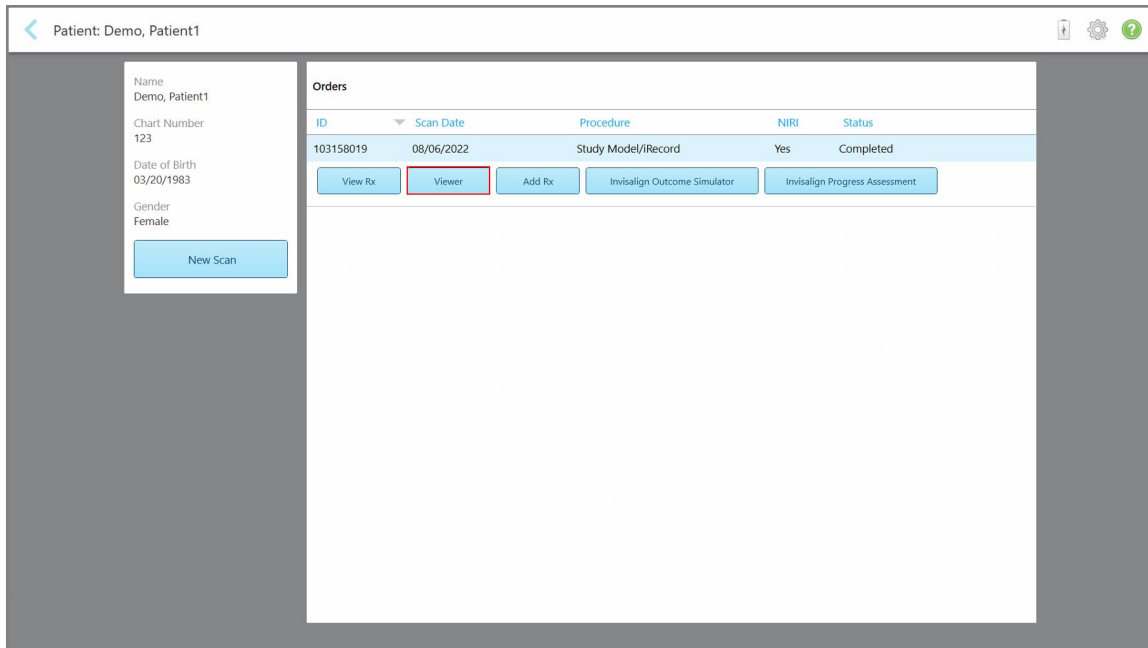 Patient: Demo, Patient1
Name
Demo, Patient1
Chart Number
123
Date of Birth
03/20/1983
Gender
Female
New Scan
Orders
ID Scan Date Procedure NIRI Status
103158019 08/06/2022 Study Model/iRecord Yes Completed
View Rx Viewer Add Rx Invisalign Outcome Simulator Invisalign Progress Assessment